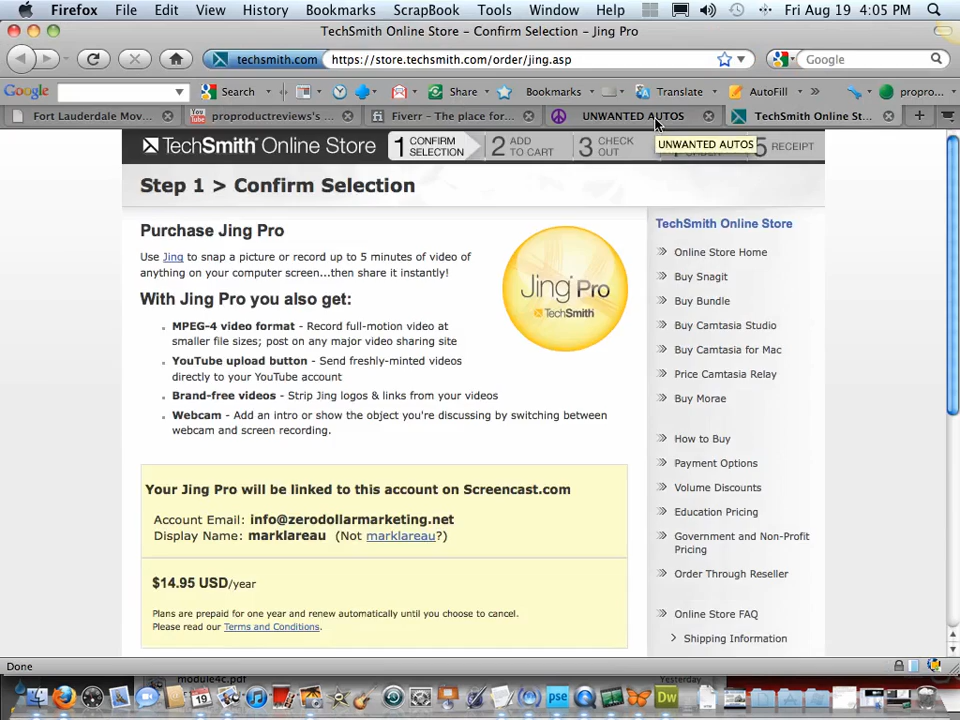 Firefox File Edit View History Bookmarks ScrapBook Tools Window Help Fri Aug 19 4:05 PM
TechSmith Online Store – Confirm Selection – Jing Pro
techsmith.com https://store.techsmith.com/order/jing.asp Google
Google Search Share Bookmarks Translate AutoFill propro...
Fort Lauderdale Mov... proproductreviews's ... Fiverr – The place for... UNWANTED AUTOS TechSmith Online St...
TechSmith Online Store 1 CONFIRM SELECTION 2 ADD TO CART 3 CHECK OUT 5 RECEIPT
UNWANTED AUTOS
Step 1 > Confirm Selection
Purchase Jing Pro
Use Jing to snap a picture or record up to 5 minutes of video of
anything on your computer screen...then share it instantly!
With Jing Pro you also get:
MPEG-4 video format - Record full-motion video at
smaller file sizes; post on any major video sharing site
YouTube upload button - Send freshly-minted videos
directly to your YouTube account
Brand-free videos - Strip Jing logos & links from your videos
Webcam - Add an intro or show the object you're discussing by switching between
webcam and screen recording.
Jing Pro
TechSmith
Your Jing Pro will be linked to this account on Screencast.com
Account Email: info@zerodollarmarketing.net
Display Name: marklareau (Not marklareau?)
$14.95 USD/year
Plans are prepaid for one year and renew automatically until you choose to cancel.
Please read our Terms and Conditions.
TechSmith Online Store
Online Store Home
Buy Snagit
Buy Bundle
Buy Camtasia Studio
Buy Camtasia for Mac
Price Camtasia Relay
Buy Morae
How to Buy
Payment Options
Volume Discounts
Education Pricing
Government and Non-Profit
Pricing
Order Through Reseller
Online Store FAQ
Shipping Information
Done
module4c.pdf Yesterday
19 pse Dw